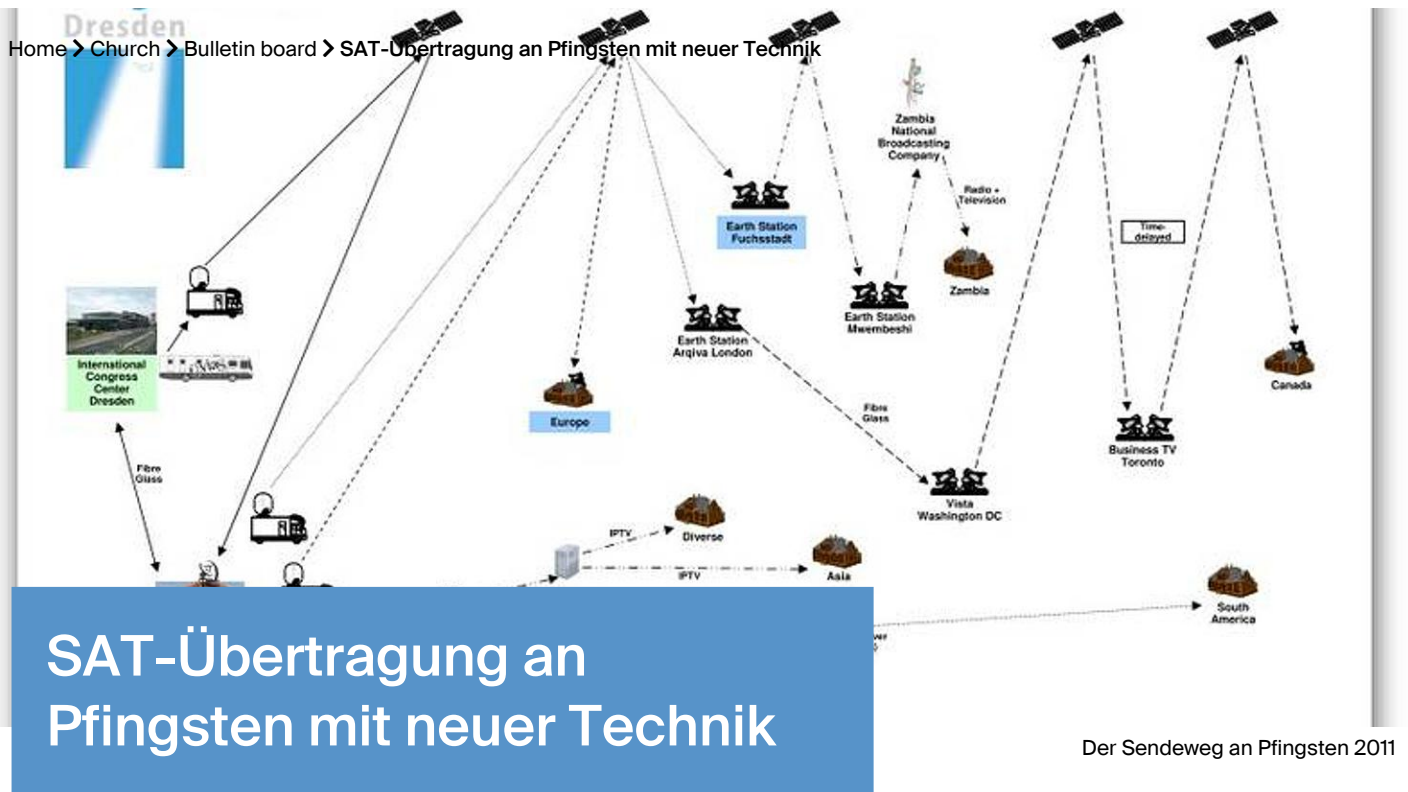 Dresden
Home > Church > Bulletin board > SAT-Übertragung an Pfingsten mit neuer Technik
Zambia
National
Broadcasting
Company
Radio +
Television
Earth Station
Fuchsstadt
Time-
delayed
Zambia
Earth Station
Mwembeshi
Earth Station
Arqiva London
International
Congress
Center
Dresden
Canada
Europe
Fibre
Glass
Business TV
Toronto
Fibre
Glass
Vista
Washington DC
IPTV
Diverse
IPTV
Asia
South
America
SAT-Übertragung an
Pfingsten mit neuer Technik
Der Sendeweg an Pfingsten 2011